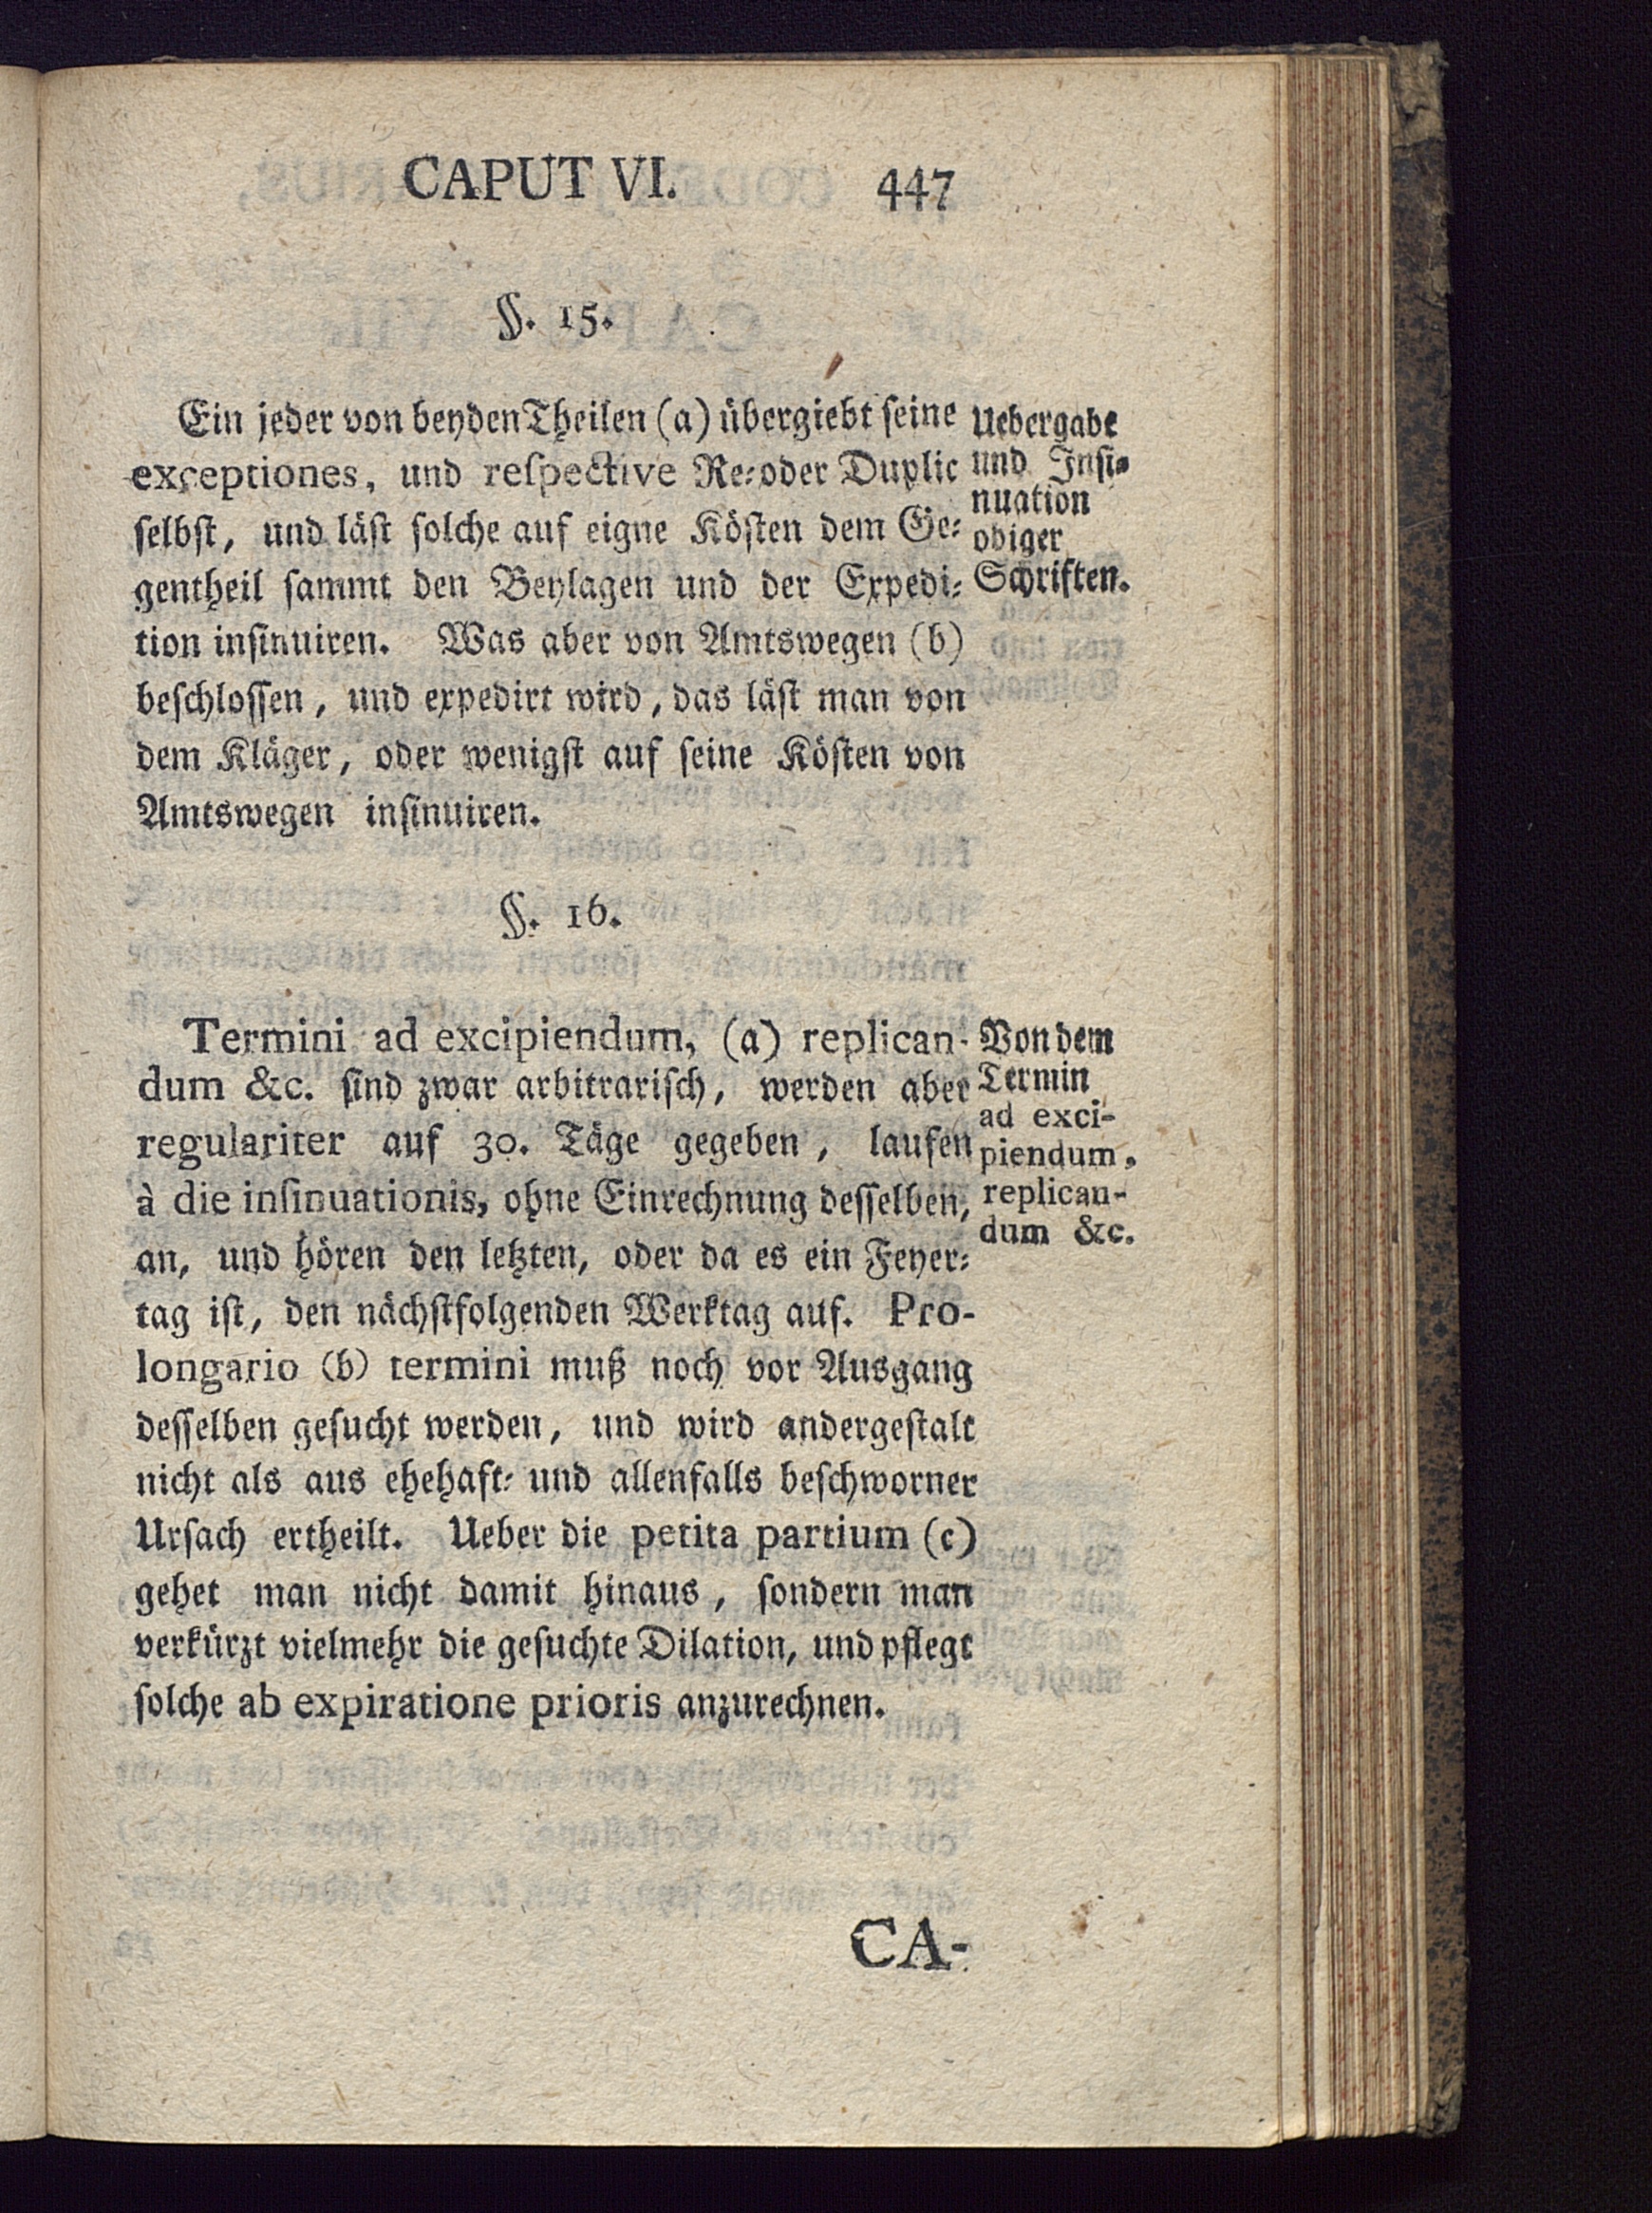 CAPUT VI. 447
§. 15.
Ein jeder von beyden Theilen (a) übergiebt seine
exceptiones, und respective Re- oder Duplic
selbst, und läst solche auf eigne Kösten dem Ge-
gentheil sammt den Beylagen und der Expedi-
tion insinuiren. Was aber von Amtswegen (b)
beschlossen, und expedirt wird, das läst man von
dem Kläger, oder wenigst auf seine Kösten von
Amtswegen insinuiren.
Uebergabe
und Insi-
nuation
obiger
Schriften.
§. 16.
Termini ad excipiendum, (a) replican-
dum &c. sind zwar arbitrarisch, werden aber
regulariter auf 30. Täge gegeben, laufen
à die insinuationis, ohne Einrechnung desselben,
an, und hören den letzten, oder da es ein Feyer-
tag ist, den nächstfolgenden Werktag auf. Pro-
longatio (b) termini muß noch vor Ausgang
desselben gesucht werden, und wird andergestalt
nicht als aus ehehaft- und allenfalls beschworner
Ursach ertheilt. Ueber die petita partium (c)
gehet man nicht damit hinaus, sondern man
verkürzt vielmehr die gesuchte Dilation, und pflegt
solche ab expiratione prioris anzurechnen.
Von dem
Termin
ad exci-
piendum,
replican-
dum &c.
CA-